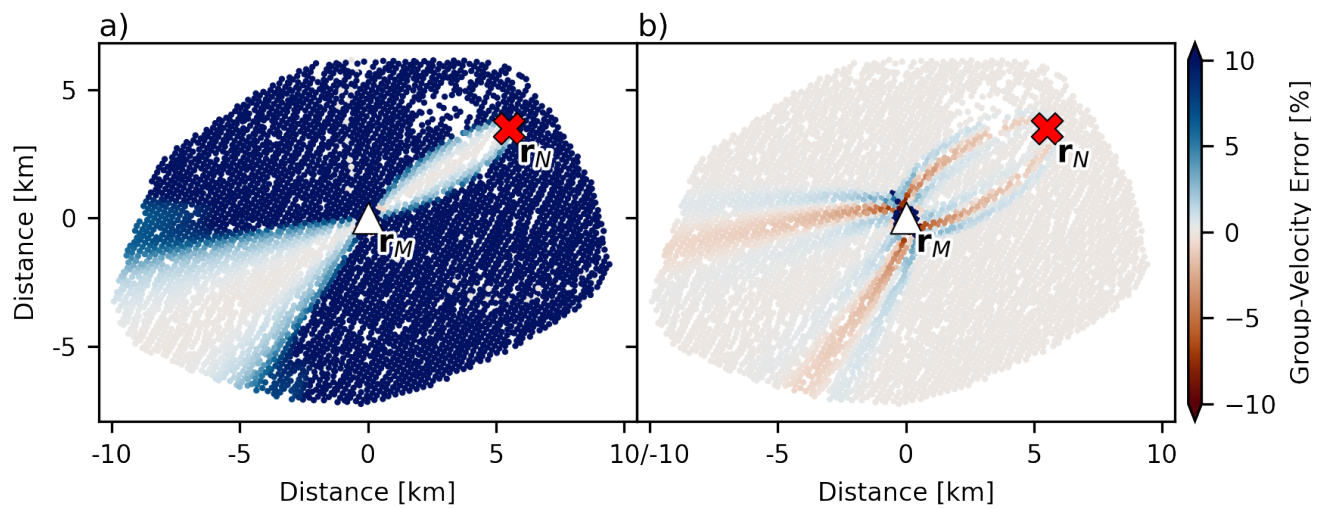 a)
b)
5
0
-5
Distance [km]
r_N
r_M
r_N
r_M
10
5
0
−5
−10
Group-Velocity Error [%]
-10 -5 0 5 10/-10 -5 0 5 10
Distance [km] Distance [km]